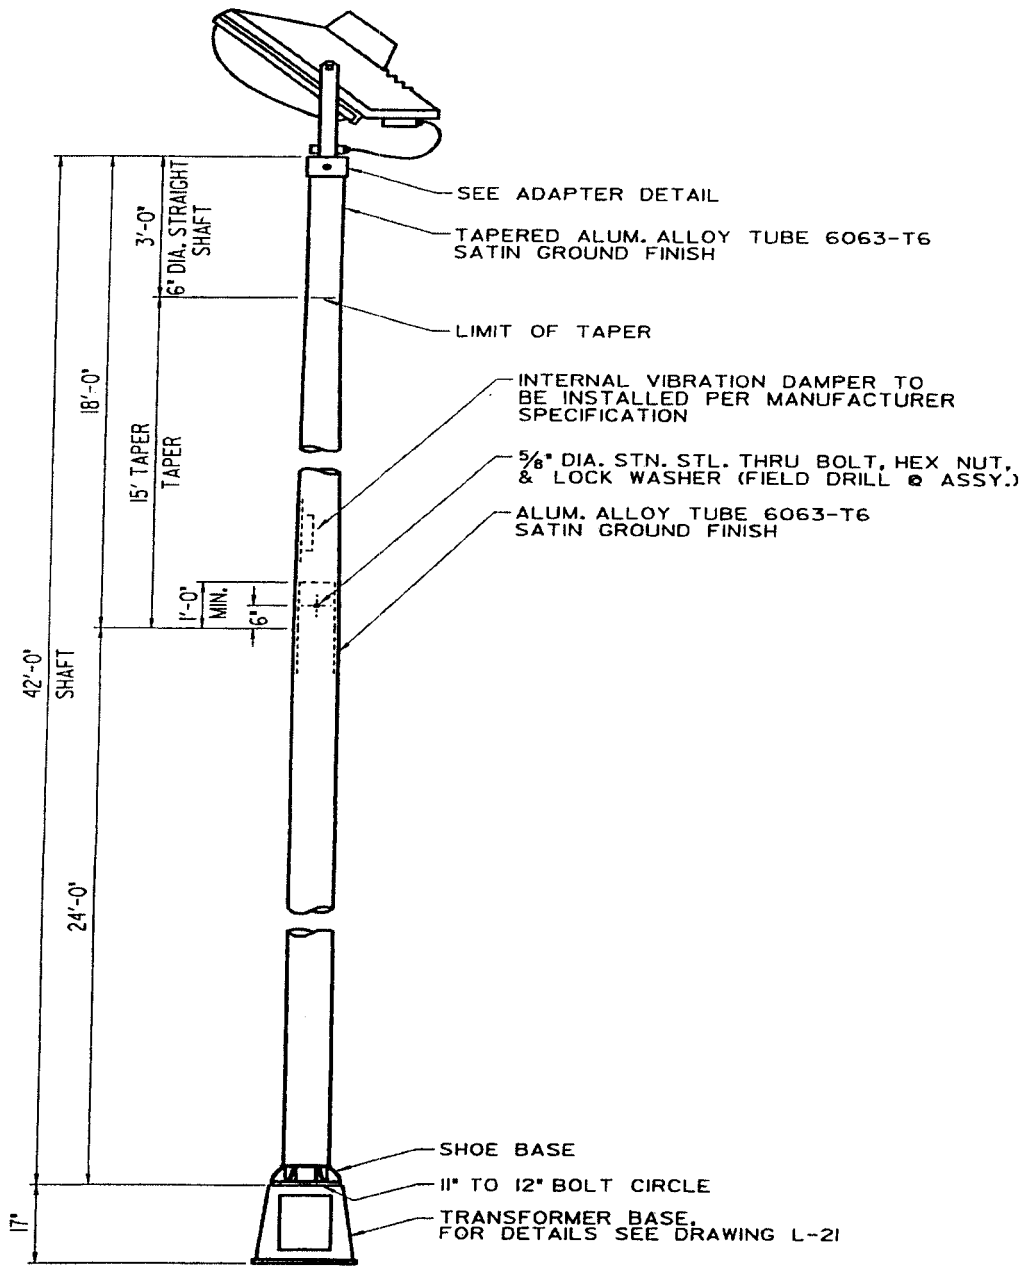 SEE ADAPTER DETAIL
TAPERED ALUM. ALLOY TUBE 6063-T6
SATIN GROUND FINISH
LIMIT OF TAPER
INTERNAL VIBRATION DAMPER TO
BE INSTALLED PER MANUFACTURER
SPECIFICATION
5/8" DIA. STN. STL. THRU BOLT, HEX NUT,
& LOCK WASHER (FIELD DRILL @ ASSY.)
ALUM. ALLOY TUBE 6063-T6
SATIN GROUND FINISH
SHOE BASE
11" TO 12" BOLT CIRCLE
TRANSFORMER BASE.
FOR DETAILS SEE DRAWING L-21
3'-0"
6" DIA. STRAIGHT
SHAFT
18'-0"
15' TAPER
TAPER
1'-0"
MIN.
6"
42'-0"
SHAFT
24'-0"
17"